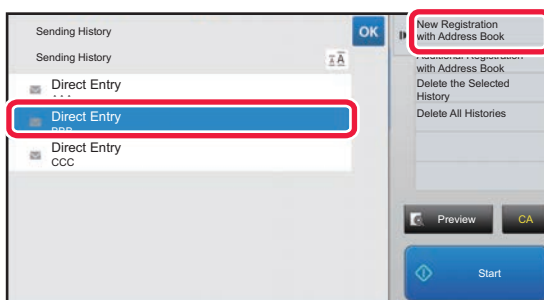 Sending History
OK
Sending History
Direct Entry
Direct Entry
Direct Entry
CCC
New Registration
with Address Book
Additional Registration
with Address Book
Delete the Selected
History
Delete All Histories
Preview
CA
Start